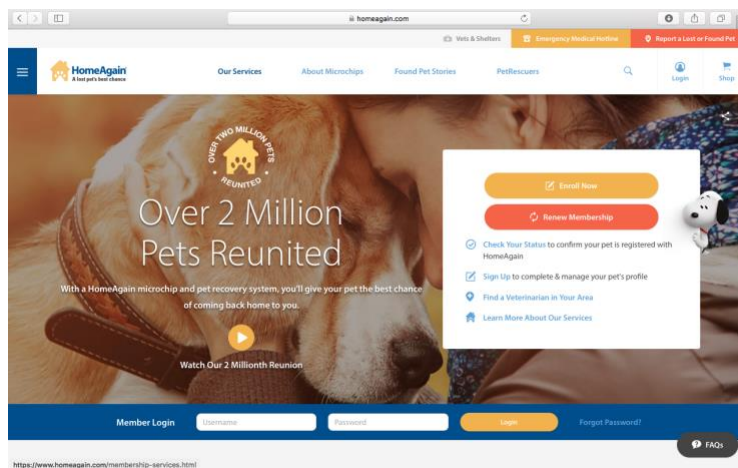 homeagain.com
Vets & Shelters
Emergency Medical Hotline
Report a Lost or Found Pet
HomeAgain
A lost pet's best chance
Our Services
About Microchips
Found Pet Stories
PetRescuers
Login
Shop
OVER TWO MILLION PETS
REUNITED
Over 2 Million
Pets Reunited
With a HomeAgain microchip and pet recovery system, you'll give your pet the best chance
of coming back home to you.
Watch Our 2 Millionth Reunion
Enroll Now
Renew Membership
Check Your Status to confirm your pet is registered with
HomeAgain
Sign Up to complete & manage your pet's profile
Find a Veterinarian in Your Area
Learn More About Our Services
Member Login
Username
Password
Login
Forgot Password?
FAQs
https://www.homeagain.com/membership-services.html